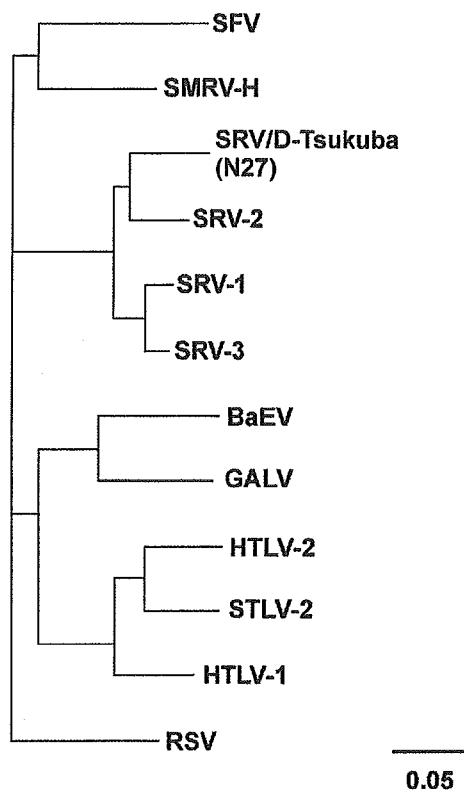 SFV
SMRV-H
SRV/D-Tsukuba
(N27)
SRV-2
SRV-1
SRV-3
BaEV
GALV
HTLV-2
STLV-2
HTLV-1
RSV
0.05